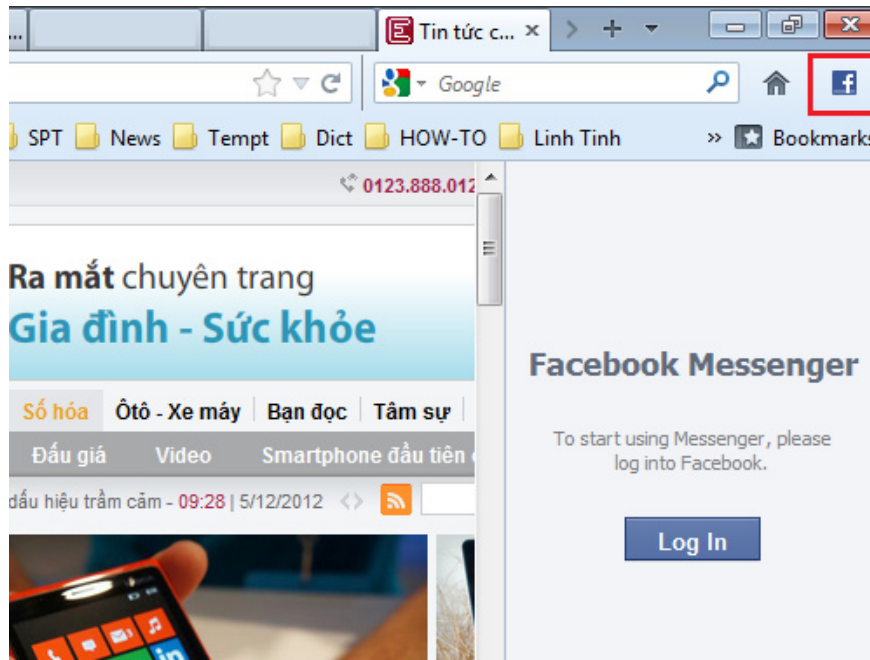 ... Tin tức c...
Google
SPT News Tempt Dict HOW-TO Linh Tinh » Bookmarks
0123.888.012
Ra mắt chuyên trang
Gia đình - Sức khỏe
Facebook Messenger
Số hóa Ôtô - Xe máy Bạn đọc Tâm sự
To start using Messenger, please
log into Facebook.
Đấu giá Video Smartphone đầu tiên
dấu hiệu trầm cảm - 09:28 | 5/12/2012
Log In
in